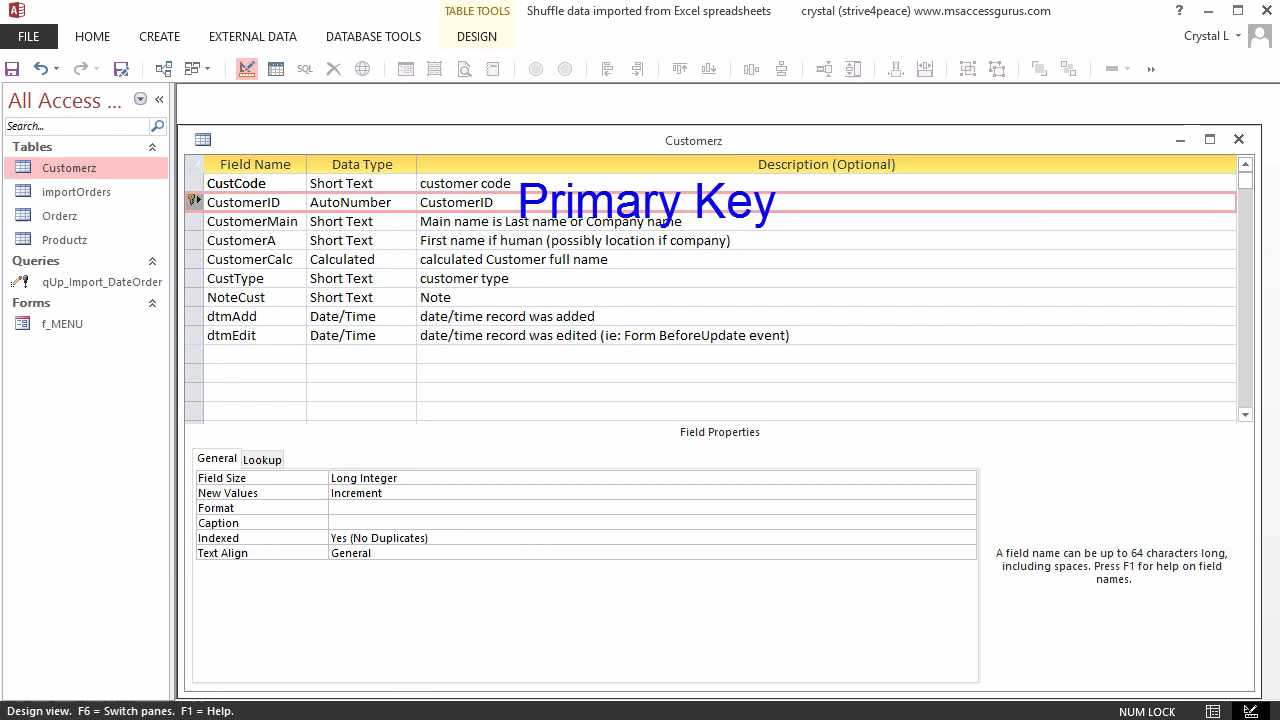 TABLE TOOLS
Shuffle data imported from Excel spreadsheets
crystal (strive4peace) www.msaccessgurus.com
?
FILE HOME CREATE EXTERNAL DATA DATABASE TOOLS DESIGN
Crystal L
SQL
All Access ...
Search...
Tables
Customerz
importOrders
Orderz
Productz
Queries
qUp_Import_DateOrder
Forms
f_MENU
Customerz
Field Name Data Type Description (Optional)
CustCode Short Text customer code
Primary Key
CustomerID AutoNumber CustomerID
CustomerMain Short Text Main name is Last name or Company name
CustomerA Short Text First name if human (possibly location if company)
CustomerCalc Calculated calculated Customer full name
CustType Short Text customer type
NoteCust Short Text Note
dtmAdd Date/Time date/time record was added
dtmEdit Date/Time date/time record was edited (ie: Form BeforeUpdate event)
Field Properties
General Lookup
Field Size Long Integer
New Values Increment
Format
Caption
Indexed Yes (No Duplicates)
Text Align General
A field name can be up to 64 characters long,
including spaces. Press F1 for help on field
names.
Design view. F6 = Switch panes. F1 = Help.
NUM LOCK